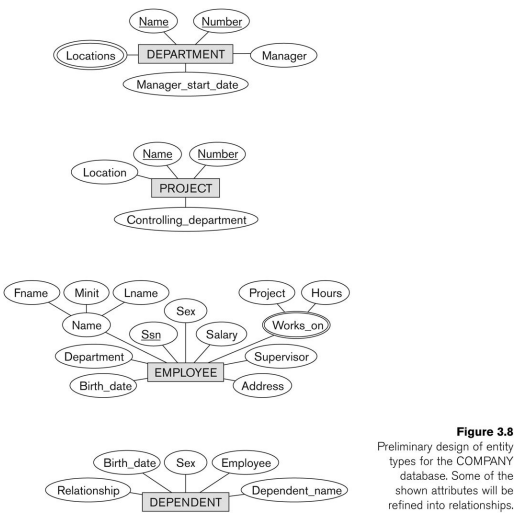 Name Number
Locations DEPARTMENT Manager
Manager_start_date
Name Number
Location
PROJECT
Controlling_department
Fname Minit Lname Sex Project Hours
Name Ssn Salary Works_on
Department Supervisor
EMPLOYEE
Birth_date Address
Birth_date Sex Employee
Relationship Dependent_name
DEPENDENT
Figure 3.8
Preliminary design of entity
types for the COMPANY
database. Some of the
shown attributes will be
refined into relationships.